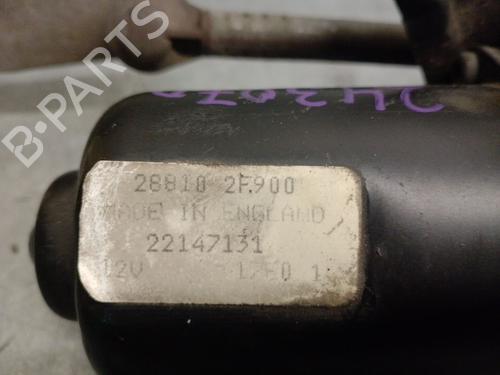 B-PARTS
28810 2F900
MADE IN ENGLAND
22147131
12V